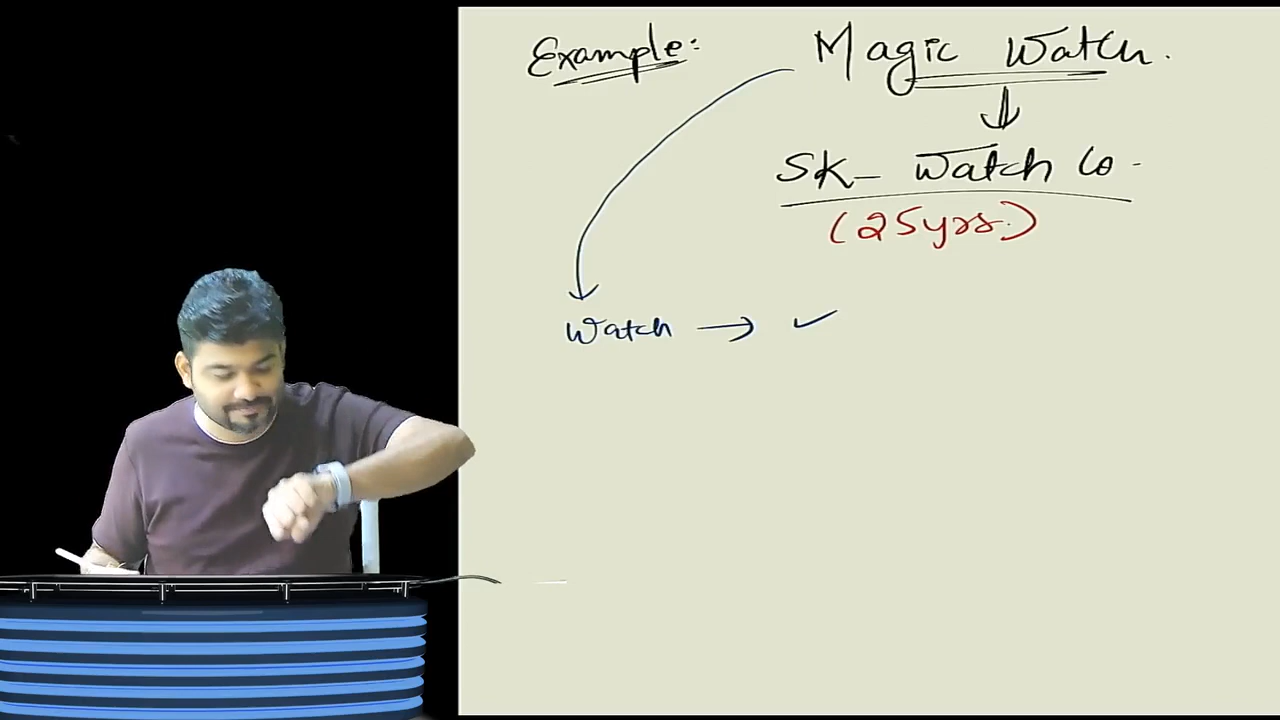 Example: Magic Watch.
↓
SK- Watch Co.
(25yrs.)
Watch → ✓